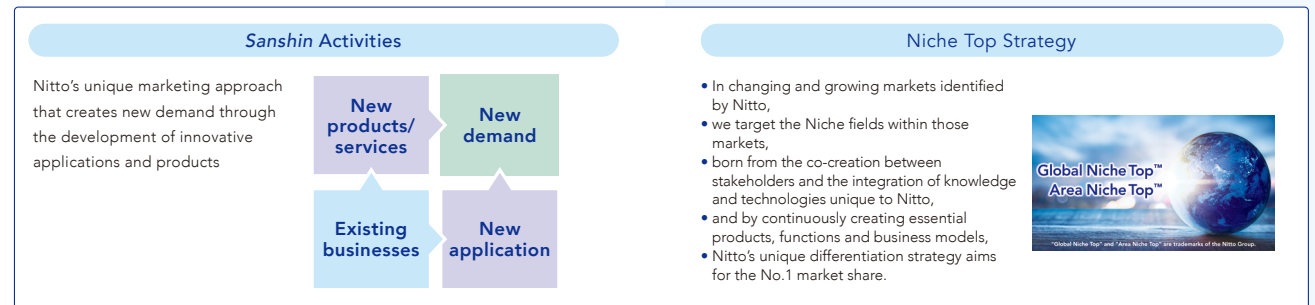 Sanshin Activities
Nitto's unique marketing approach
that creates new demand through
the development of innovative
applications and products
New
products/
services
New
demand
Existing
businesses
New
application
Niche Top Strategy
• In changing and growing markets identified
by Nitto,
• we target the Niche fields within those
markets,
• born from the co-creation between
stakeholders and the integration of knowledge
and technologies unique to Nitto,
• and by continuously creating essential
products, functions and business models,
• Nitto's unique differentiation strategy aims
for the No.1 market share.
Global Niche Top™
Area Niche Top™
"Global Niche Top" and "Area Niche Top" are trademarks of the Nitto Group.